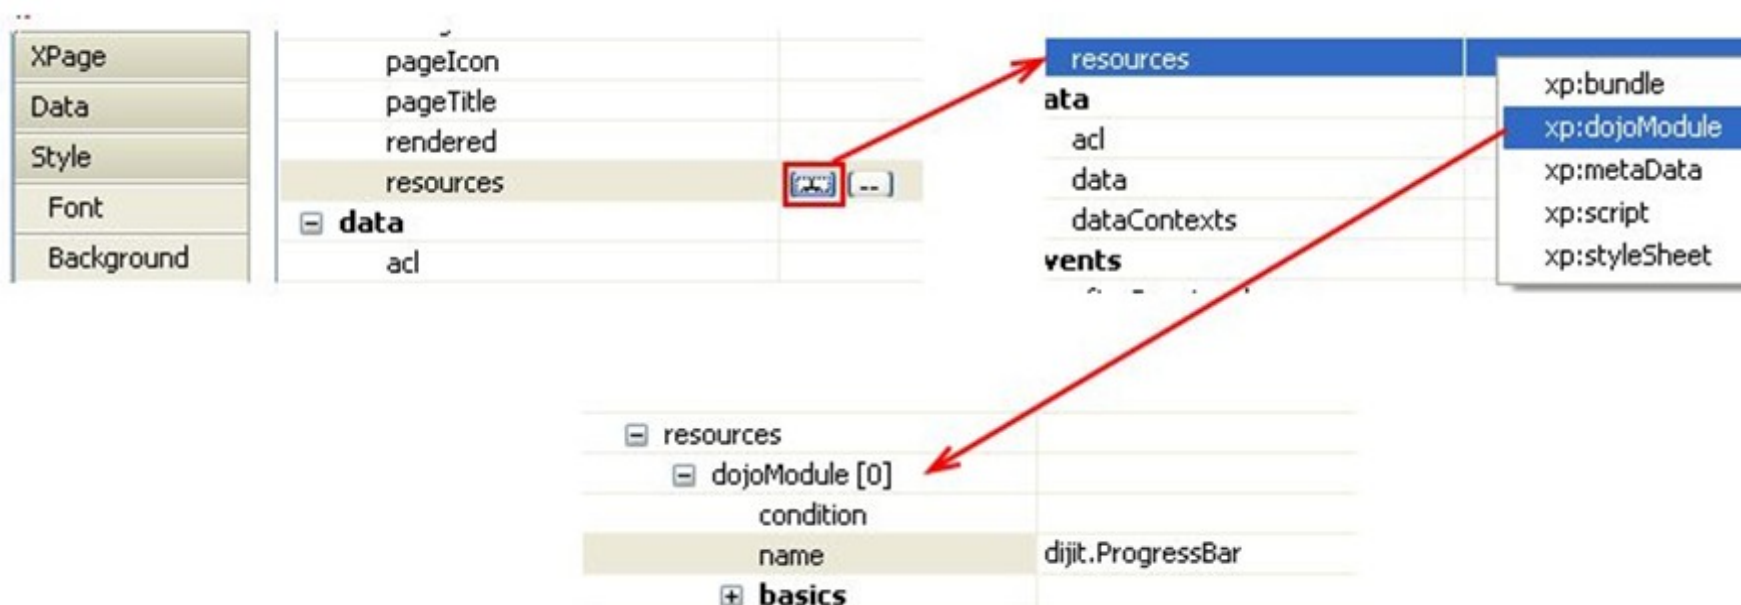 XPage
Data
Style
Font
Background
pageIcon
pageTitle
rendered
resources
data
acl
resources
ata
acl
data
dataContexts
vents
xp:bundle
xp:dojoModule
xp:metaData
xp:script
xp:styleSheet
resources
dojoModule [0]
condition
name dijit.ProgressBar
basics